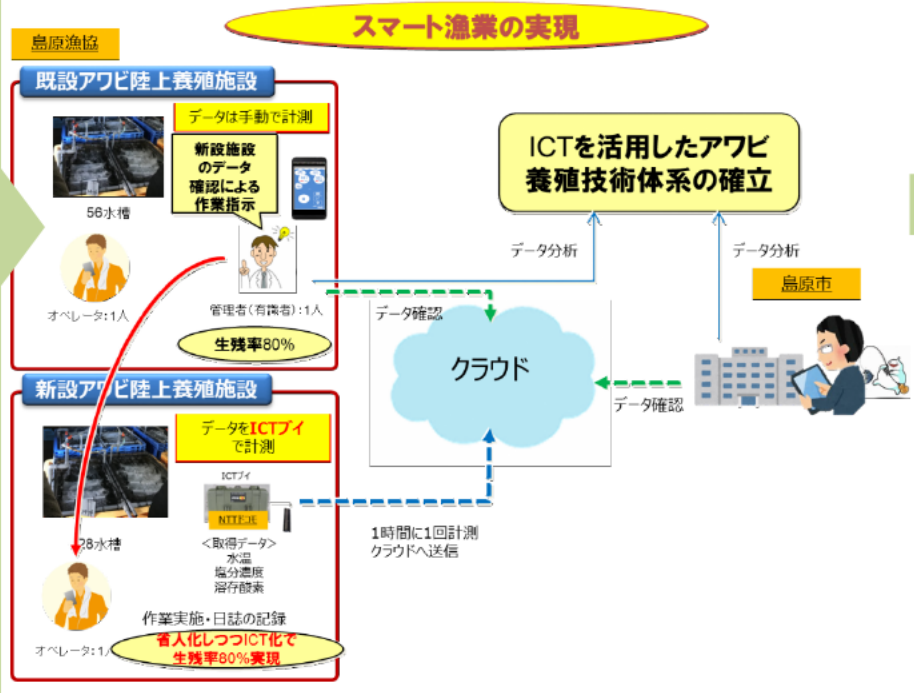 スマート漁業の実現
島原漁協
既設アワビ陸上養殖施設
データは手動で計測
新設施設
のデータ
確認による
作業指示
56水槽
オペレータ:1人
管理者(有識者):1人
生残率80%
ICTを活用したアワビ
養殖技術体系の確立
データ分析
データ分析
島原市
データ確認
クラウド
データ確認
新設アワビ陸上養殖施設
データをICTブイ
で計測
ICTブイ
28水槽
<取得データ>
水温
塩分濃度
溶存酸素
1時間に1回計測
クラウドへ送信
作業実施・日誌の記録
オペレータ:1人
省人化しつつICT化で
生残率80%実現